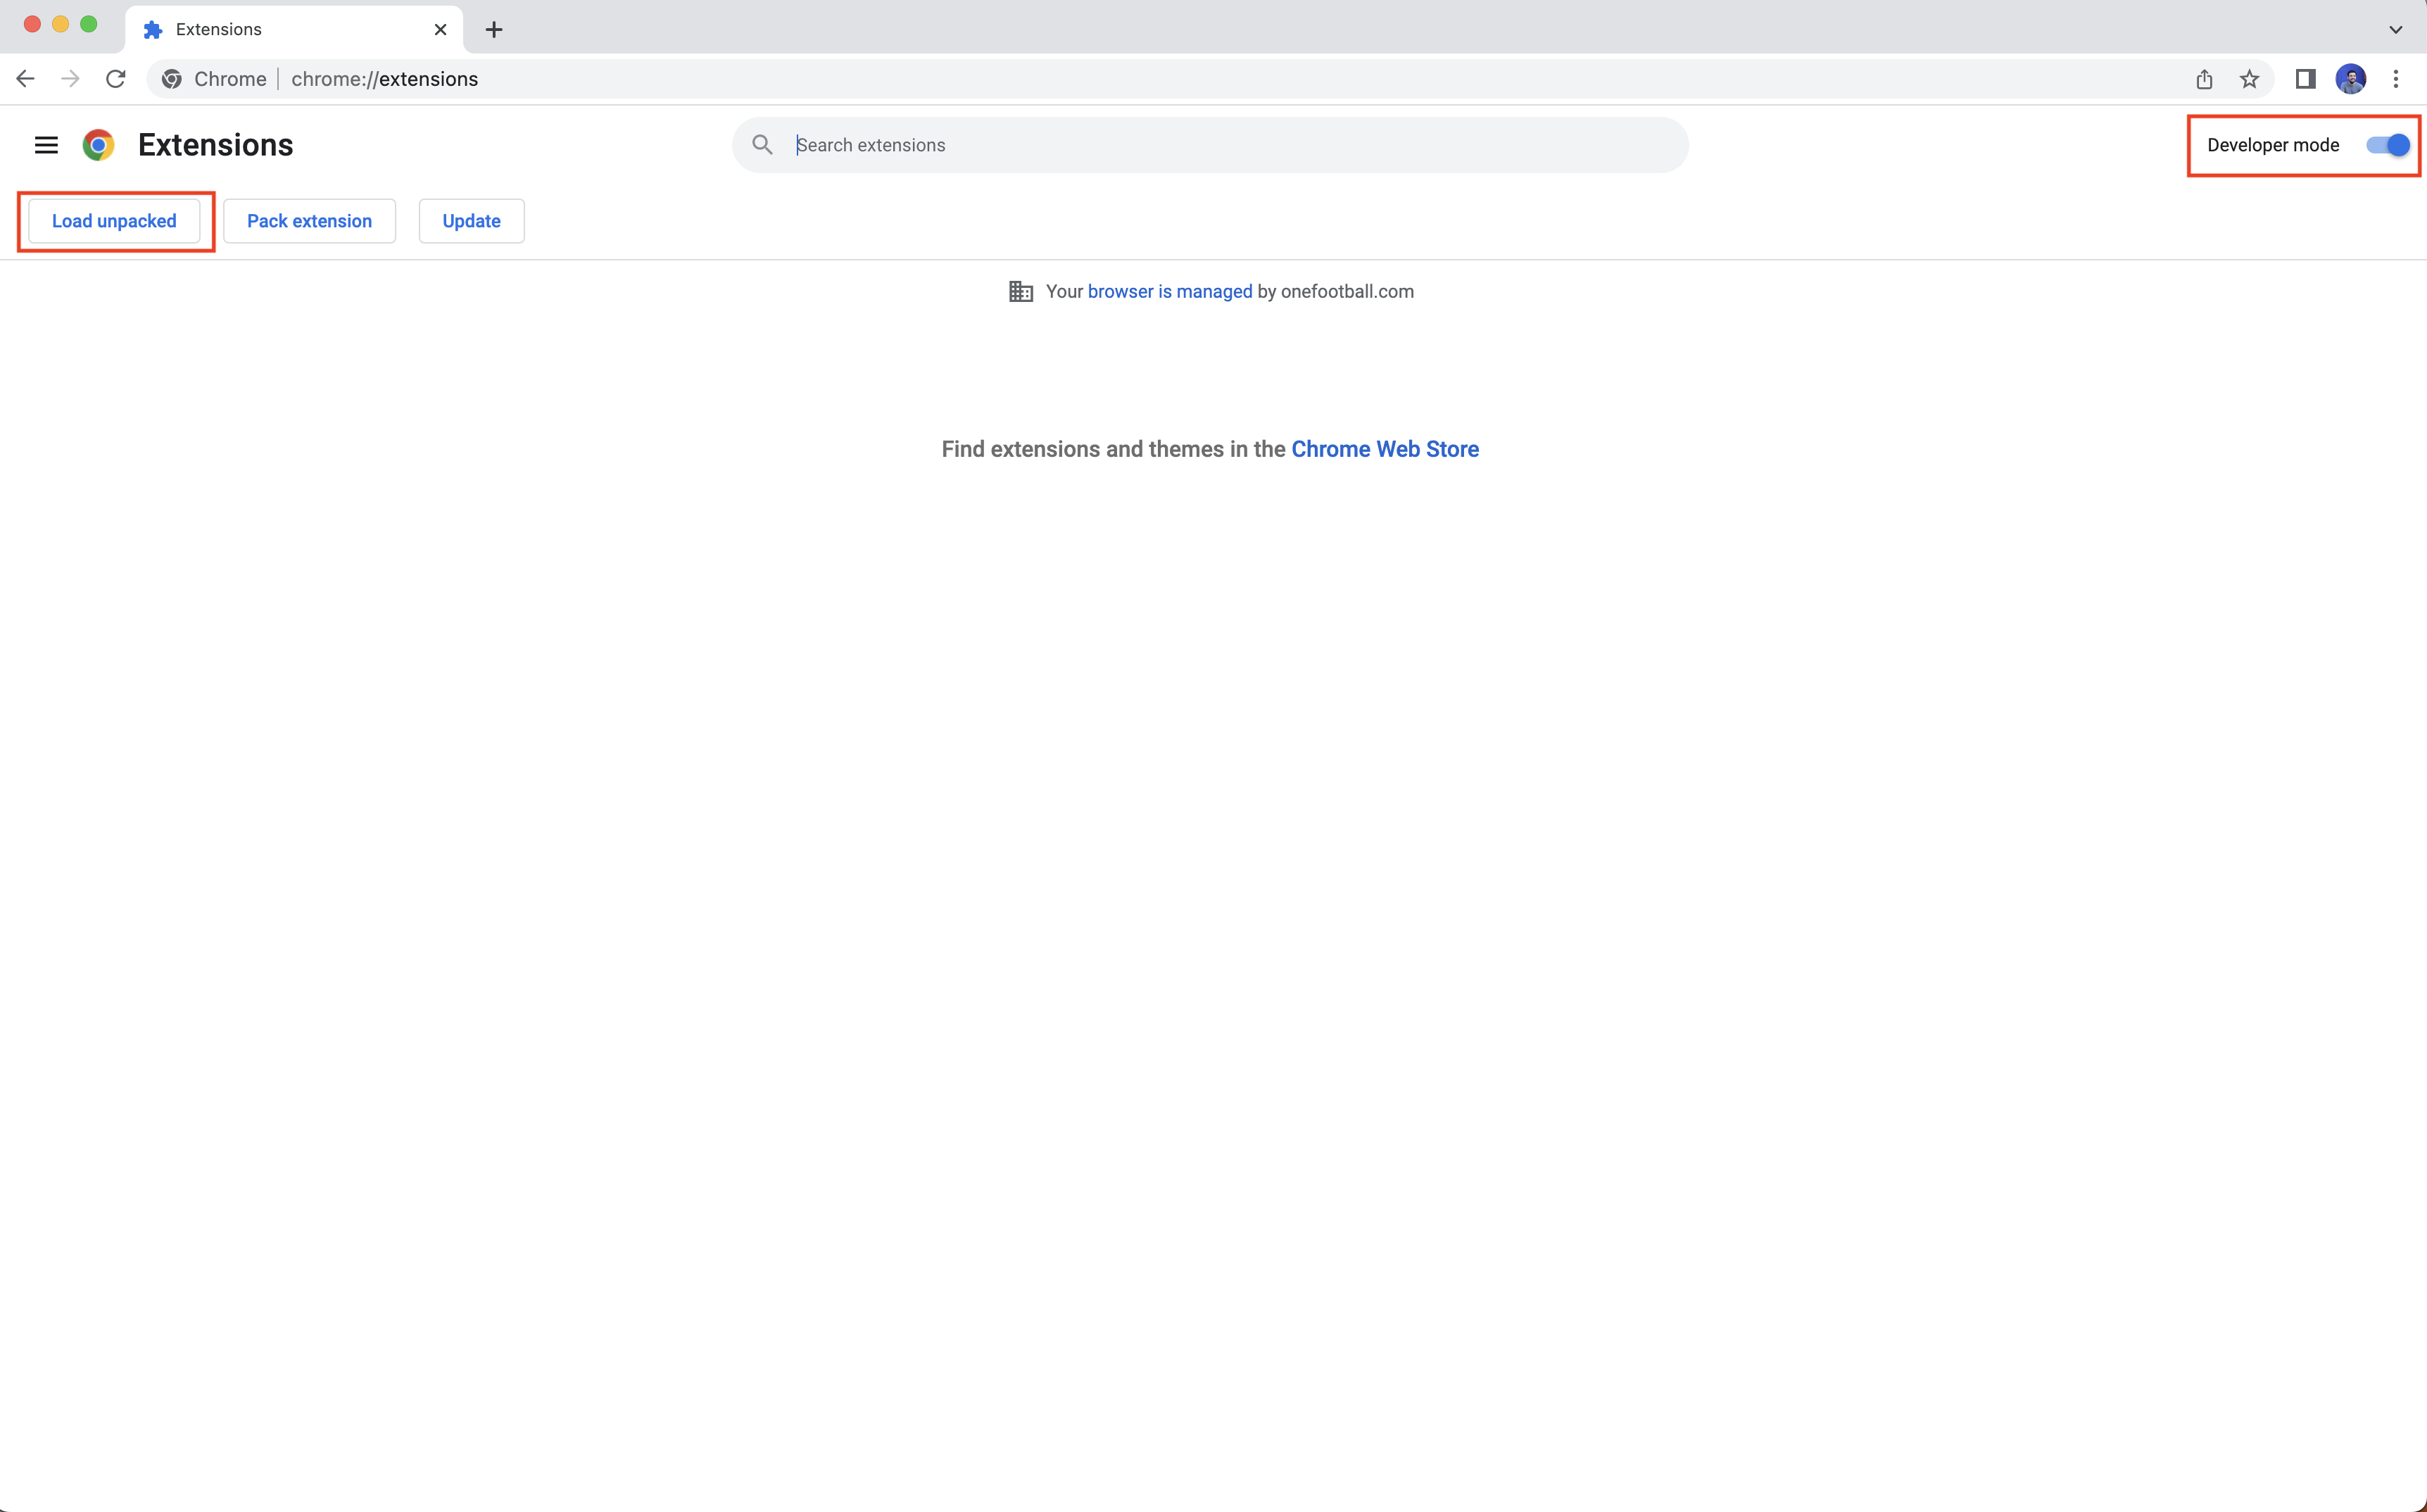 Extensions
Chrome | chrome://extensions
Extensions
Search extensions
Developer mode
Load unpacked
Pack extension
Update
Your browser is managed by onefootball.com
Find extensions and themes in the Chrome Web Store